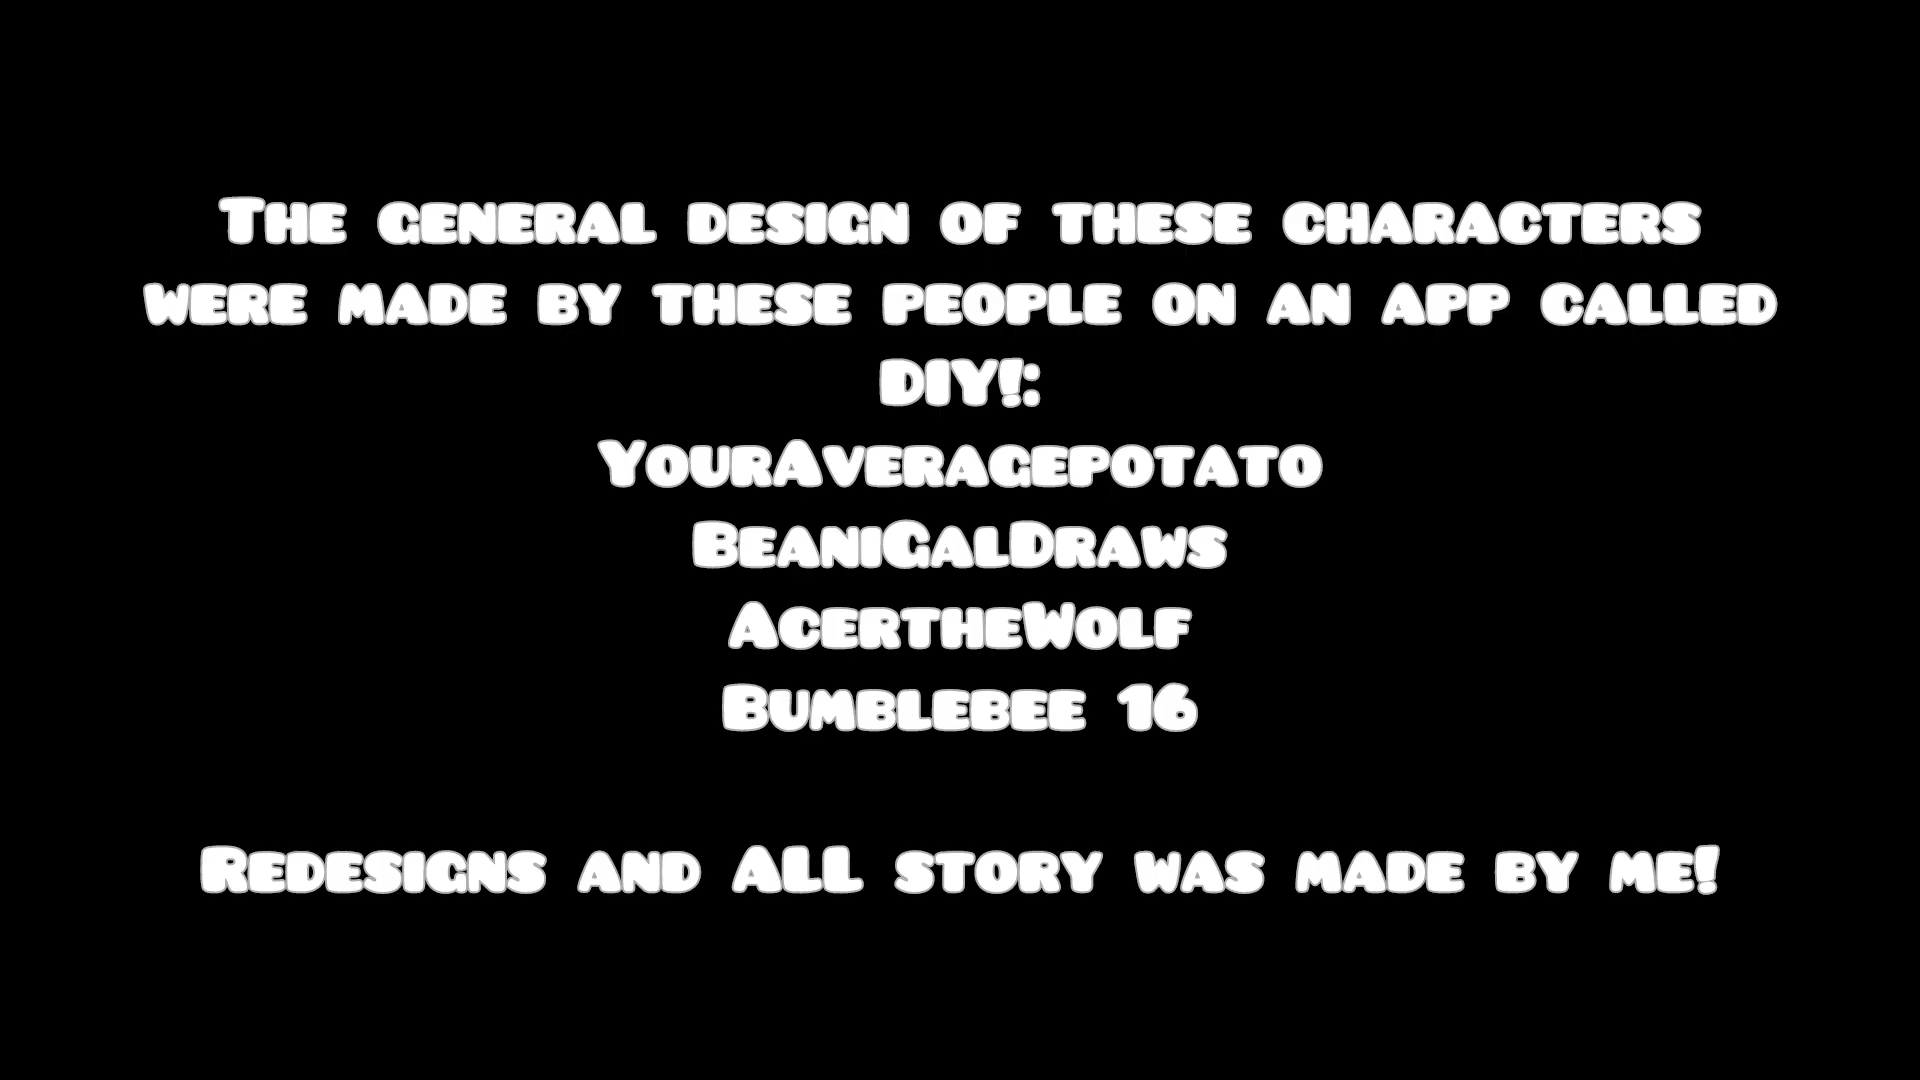 The general design of these characters
were made by these people on an app called
DIY!:
YourAveragepotato
BeaniGalDraws
AcertheWolf
Bumblebee 16
Redesigns and ALL story was made by me!